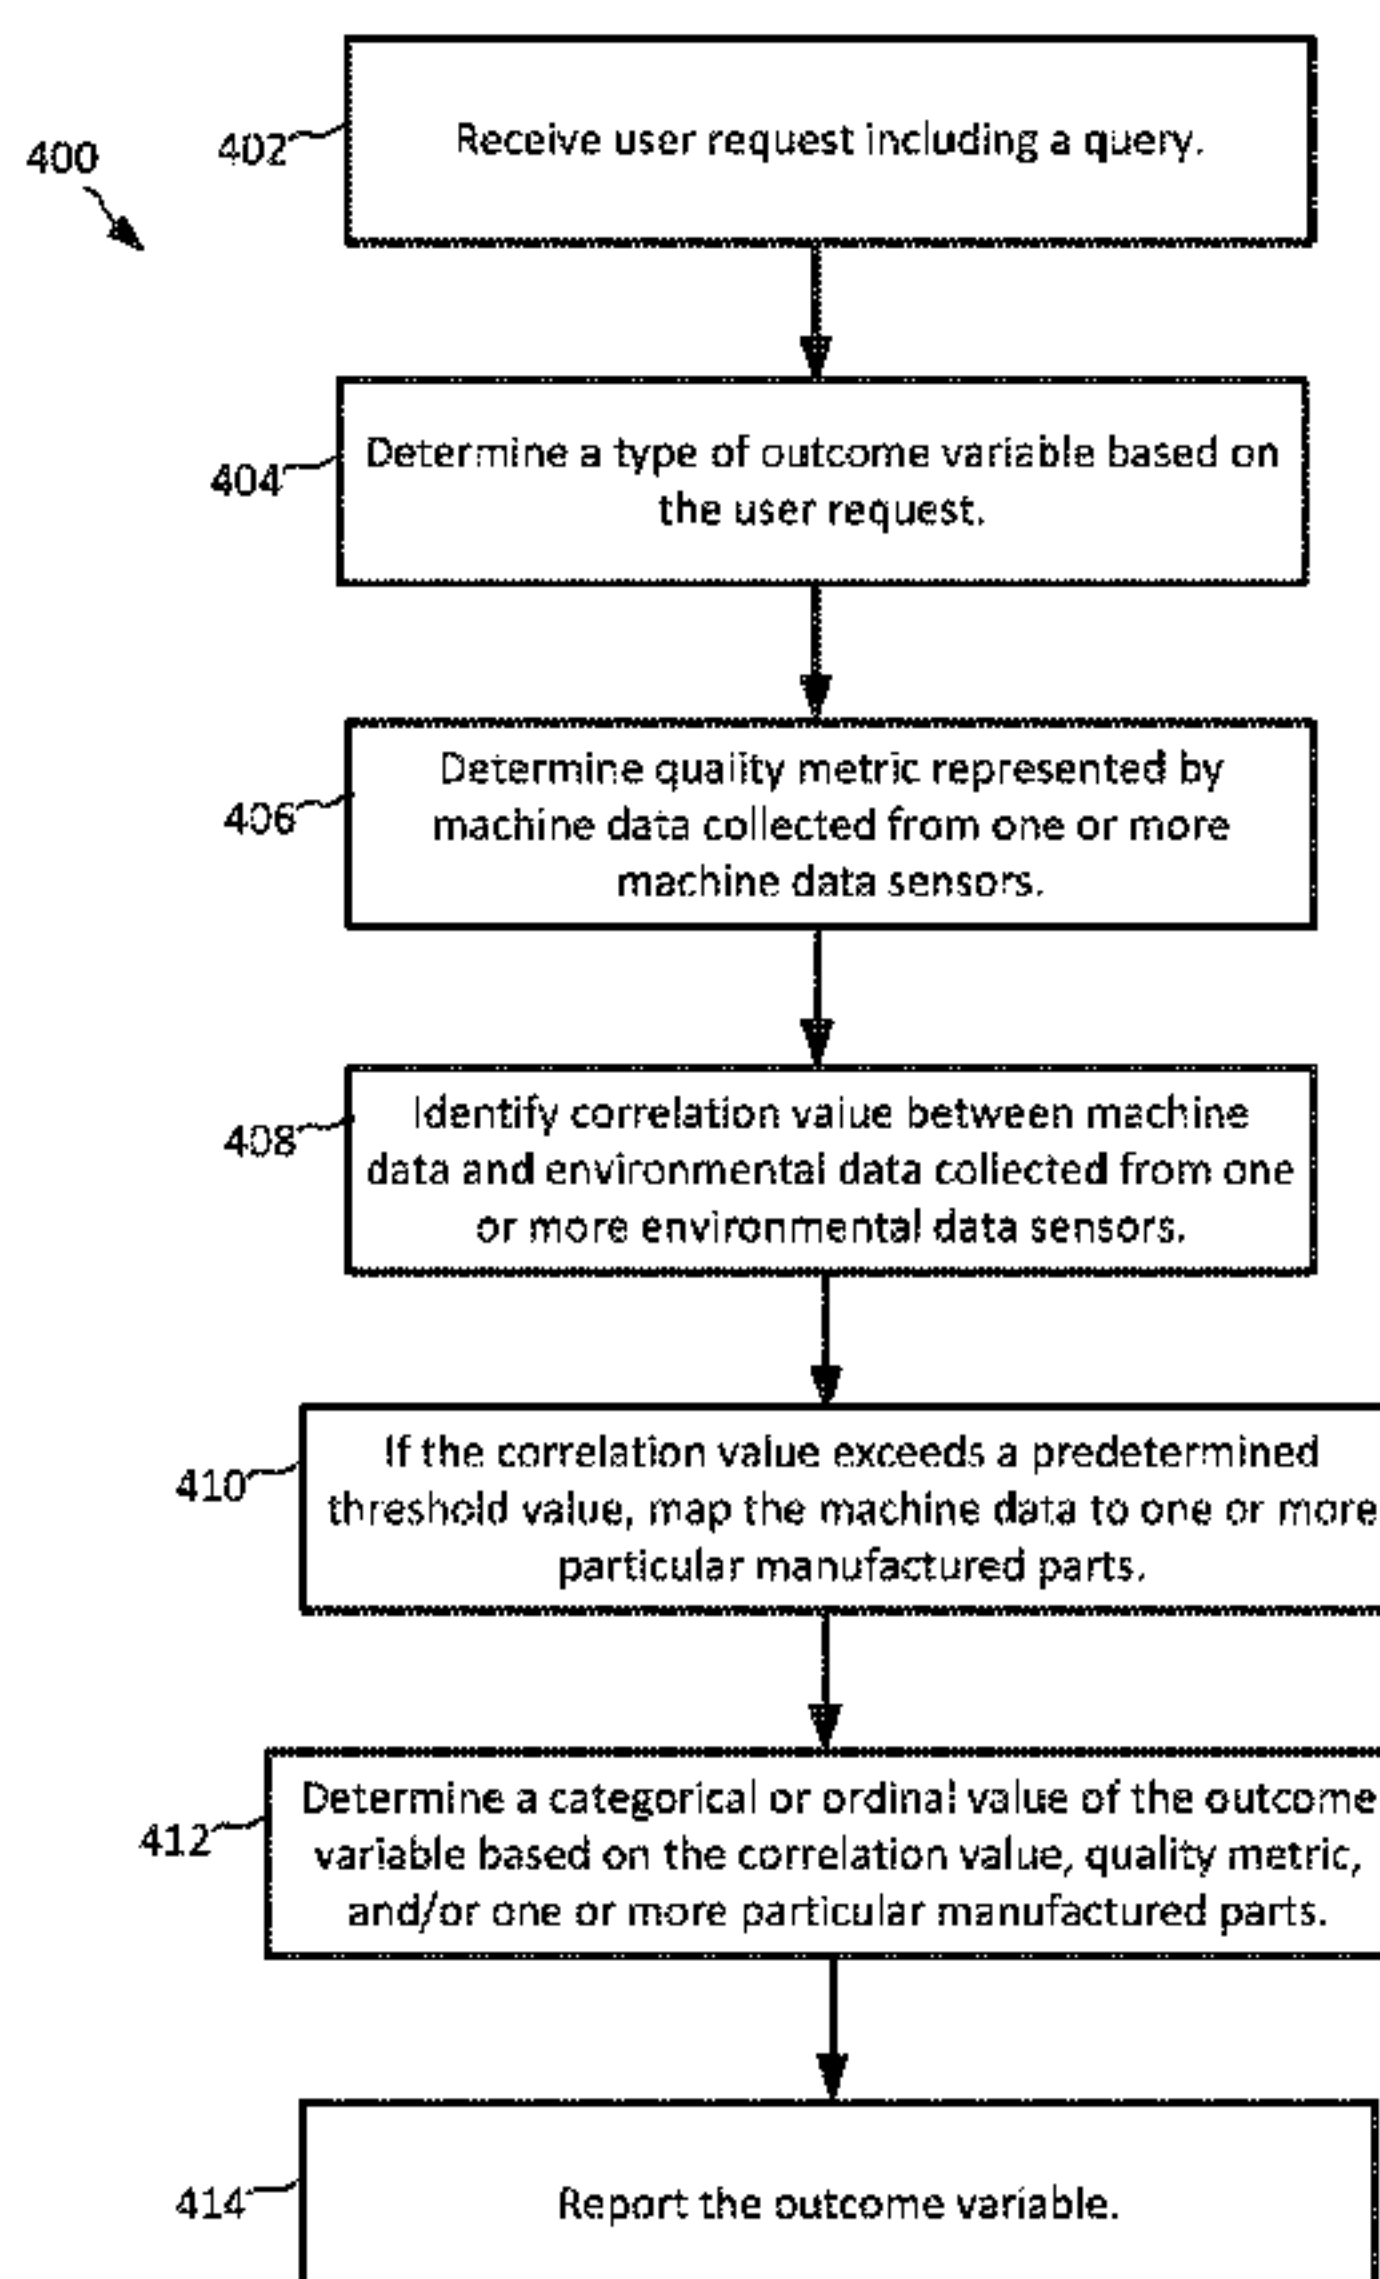 400
402
Receive user request including a query.
404
Determine a type of outcome variable based on
the user request.
406
Determine quality metric represented by
machine data collected from one or more
machine data sensors.
408
Identify correlation value between machine
data and environmental data collected from one
or more environmental data sensors.
410
If the correlation value exceeds a predetermined
threshold value, map the machine data to one or more
particular manufactured parts.
412
Determine a categorical or ordinal value of the outcome
variable based on the correlation value, quality metric,
and/or one or more particular manufactured parts.
414
Report the outcome variable.